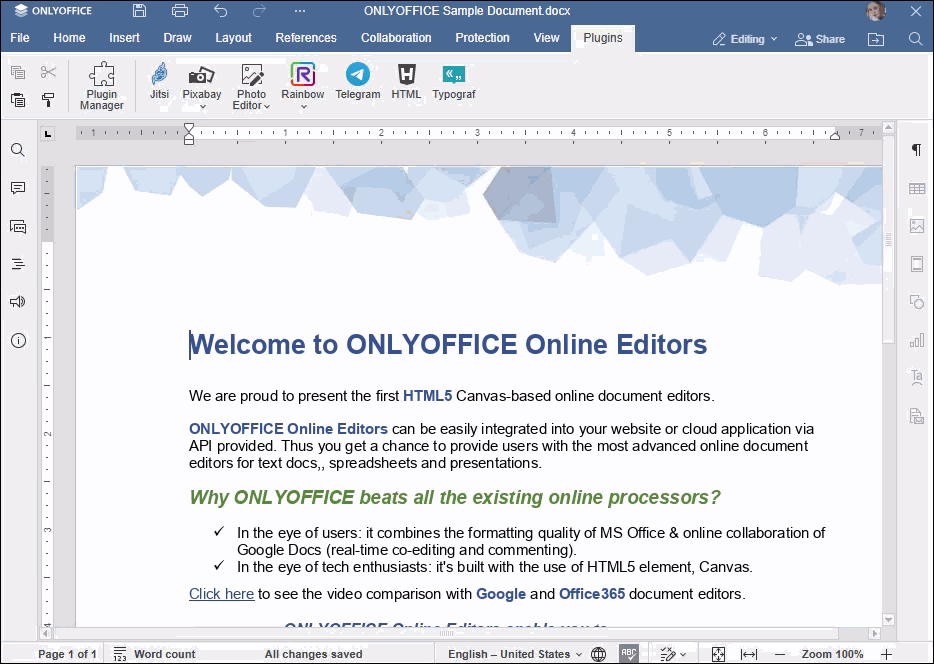 ONLYOFFICE
ONLYOFFICE Sample Document.docx
File Home Insert Draw Layout References Collaboration Protection View Plugins Editing Share
Plugin Manager
Jitsi
Pixabay
Photo Editor
Rainbow
Telegram
HTML
Typograf
1 1 2 3 4 5 6 7
Welcome to ONLYOFFICE Online Editors
We are proud to present the first HTML5 Canvas-based online document editors.
ONLYOFFICE Online Editors can be easily integrated into your website or cloud application via
API provided. Thus you get a chance to provide users with the most advanced online document
editors for text docs,, spreadsheets and presentations.
Why ONLYOFFICE beats all the existing online processors?
In the eye of users: it combines the formatting quality of MS Office & online collaboration of
Google Docs (real-time co-editing and commenting).
In the eye of tech enthusiasts: it's built with the use of HTML5 element, Canvas.
Click here to see the video comparison with Google and Office365 document editors.
ONLYOFFICE Online Editors enable you to
Page 1 of 1 Word count All changes saved English – United States ABC Zoom 100%